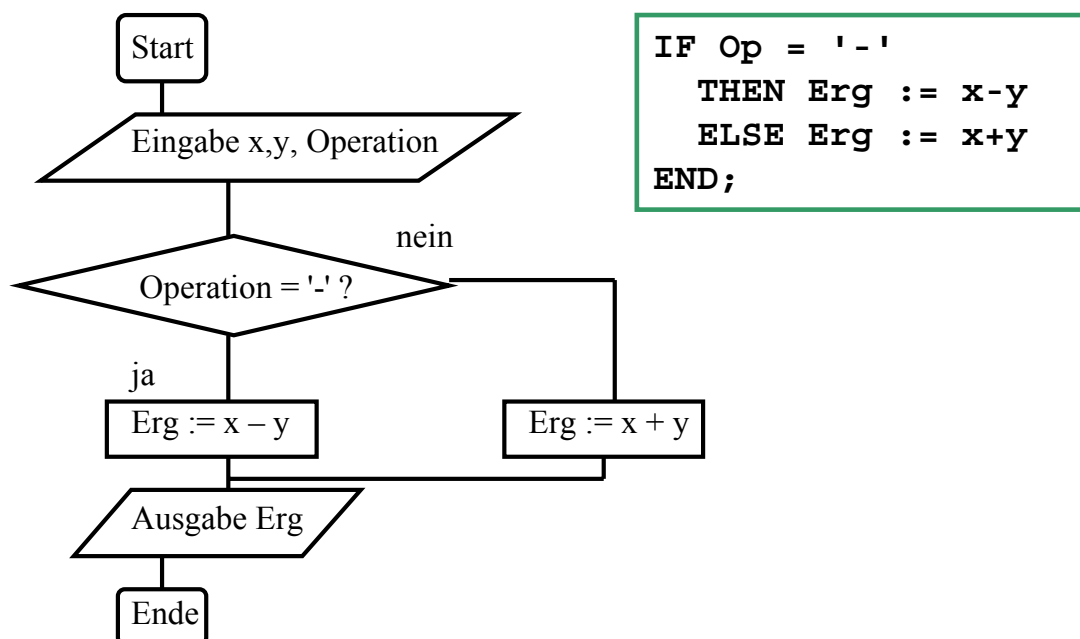 Start
Eingabe x,y, Operation
nein
Operation = '-' ?
ja
Erg := x – y
Erg := x + y
Ausgabe Erg
Ende
IF Op = '-'
THEN Erg := x-y
ELSE Erg := x+y
END;